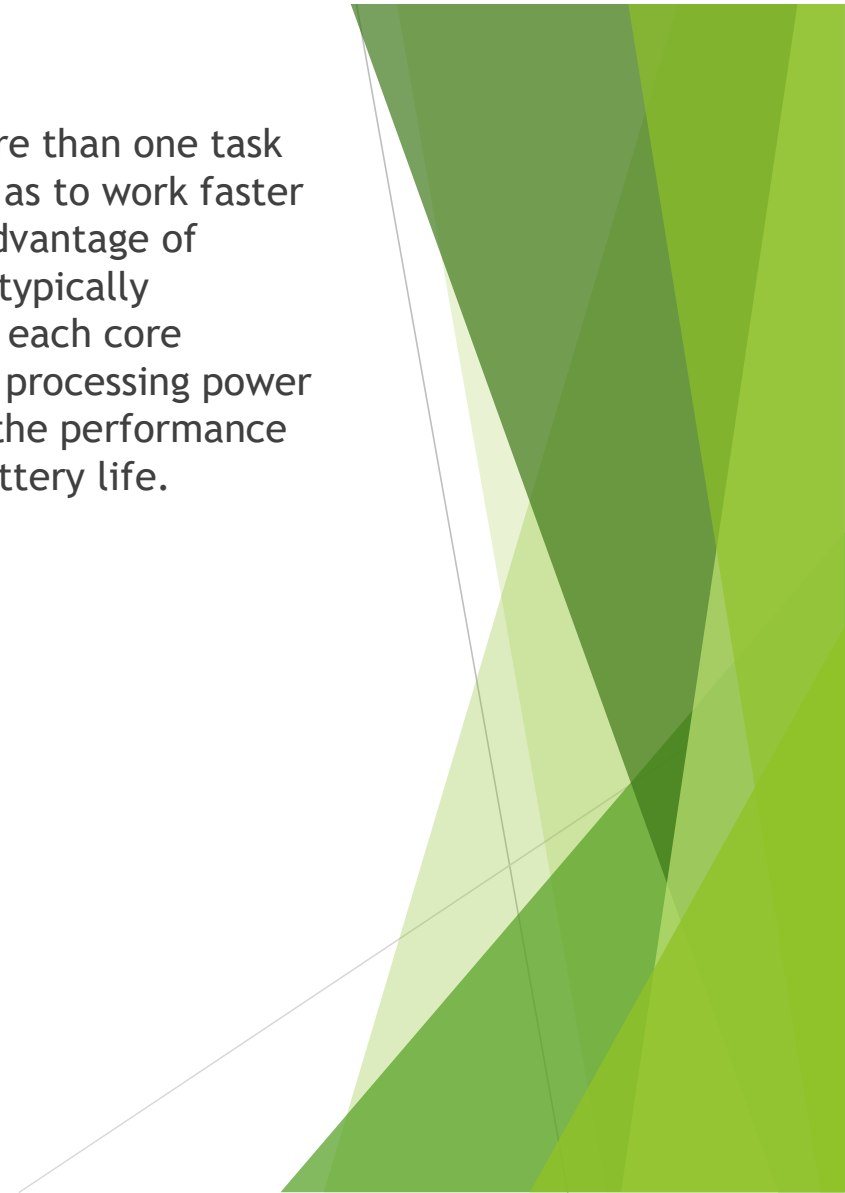 re than one task
as to work faster
dvantage of
typically
each core
processing power
the performance
ttery life.